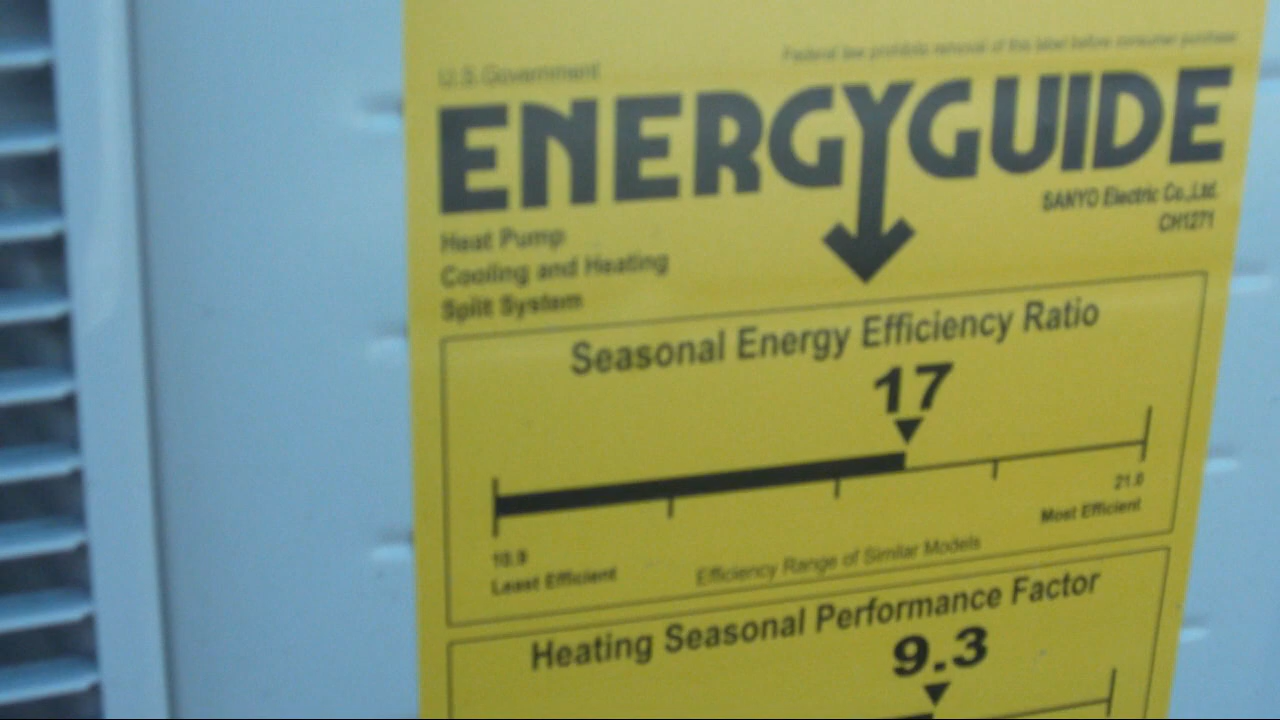 Federal law prohibits removal of this label before consumer purchase
U.S. Government
ENERGYGUIDE
SANYO Electric Co.,Ltd.
CH1271
Heat Pump
Cooling and Heating
Split System
Seasonal Energy Efficiency Ratio
17
21.0
Most Efficient
10.9
Least Efficient
Efficiency Range of Similar Models
Heating Seasonal Performance Factor
9.3